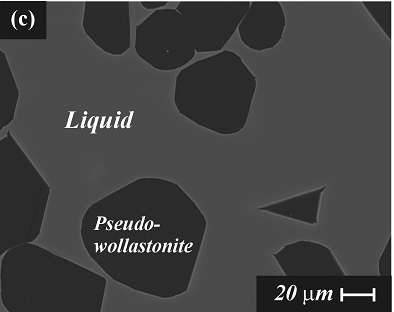 (c)
Liquid
Pseudo-
wollastonite
20 μm